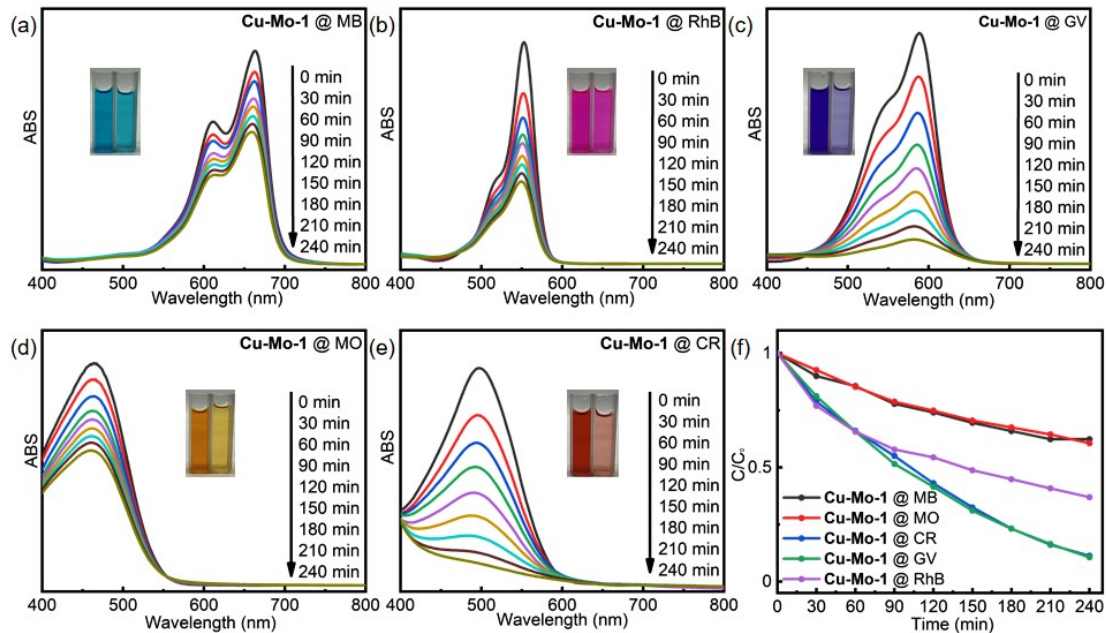 (a)
Cu-Mo-1 @ MB
0 min
30 min
60 min
90 min
120 min
150 min
180 min
210 min
240 min
ABS
400 500 600 700 800
Wavelength (nm)
(b)
Cu-Mo-1 @ RhB
0 min
30 min
60 min
90 min
120 min
150 min
180 min
210 min
240 min
ABS
400 500 600 700 800
Wavelength (nm)
(c)
Cu-Mo-1 @ GV
0 min
30 min
60 min
90 min
120 min
150 min
180 min
210 min
240 min
ABS
400 500 600 700 800
Wavelength (nm)
(d)
Cu-Mo-1 @ MO
0 min
30 min
60 min
90 min
120 min
150 min
180 min
210 min
240 min
ABS
400 500 600 700 800
Wavelength (nm)
(e)
Cu-Mo-1 @ CR
0 min
30 min
60 min
90 min
120 min
150 min
180 min
210 min
240 min
ABS
400 500 600 700 800
Wavelength (nm)
(f)
1
0.5
0
C/C₀
Cu-Mo-1 @ MB
Cu-Mo-1 @ MO
Cu-Mo-1 @ CR
Cu-Mo-1 @ GV
Cu-Mo-1 @ RhB
0 30 60 90 120 150 180 210 240
Time (min)